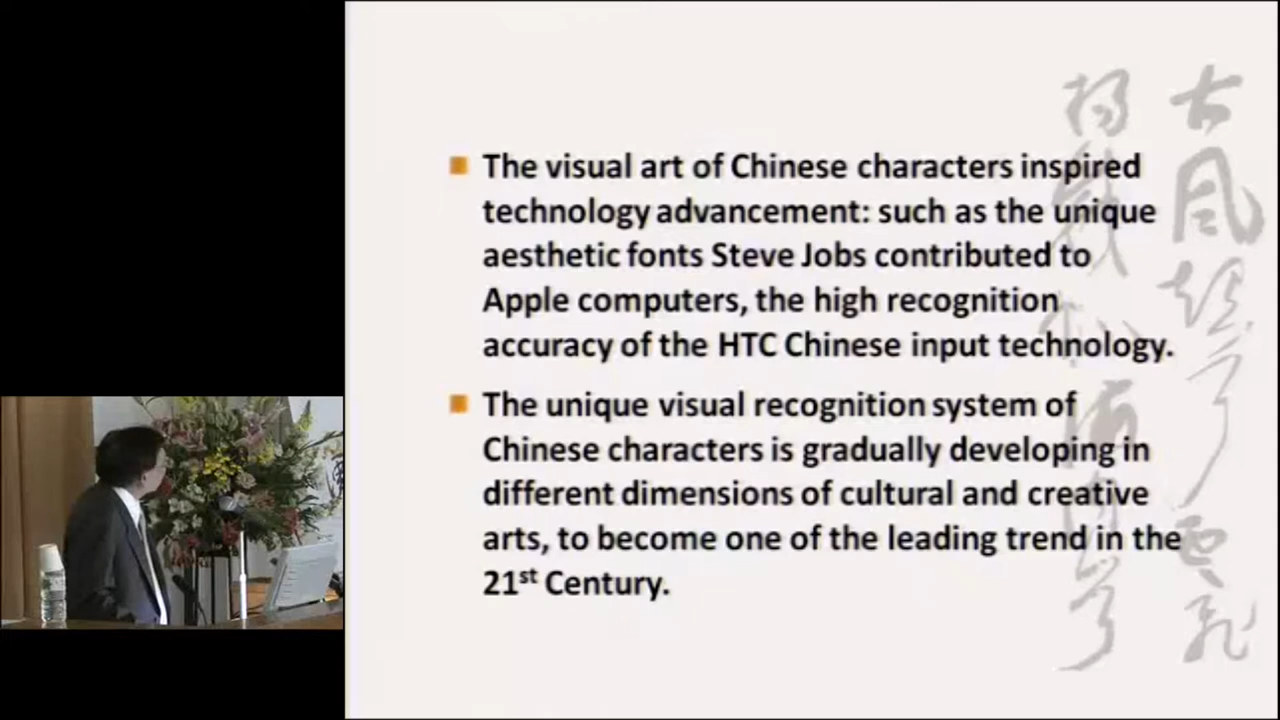 The visual art of Chinese characters inspired
technology advancement: such as the unique
aesthetic fonts Steve Jobs contributed to
Apple computers, the high recognition
accuracy of the HTC Chinese input technology.
The unique visual recognition system of
Chinese characters is gradually developing in
different dimensions of cultural and creative
arts, to become one of the leading trend in the
21st Century.